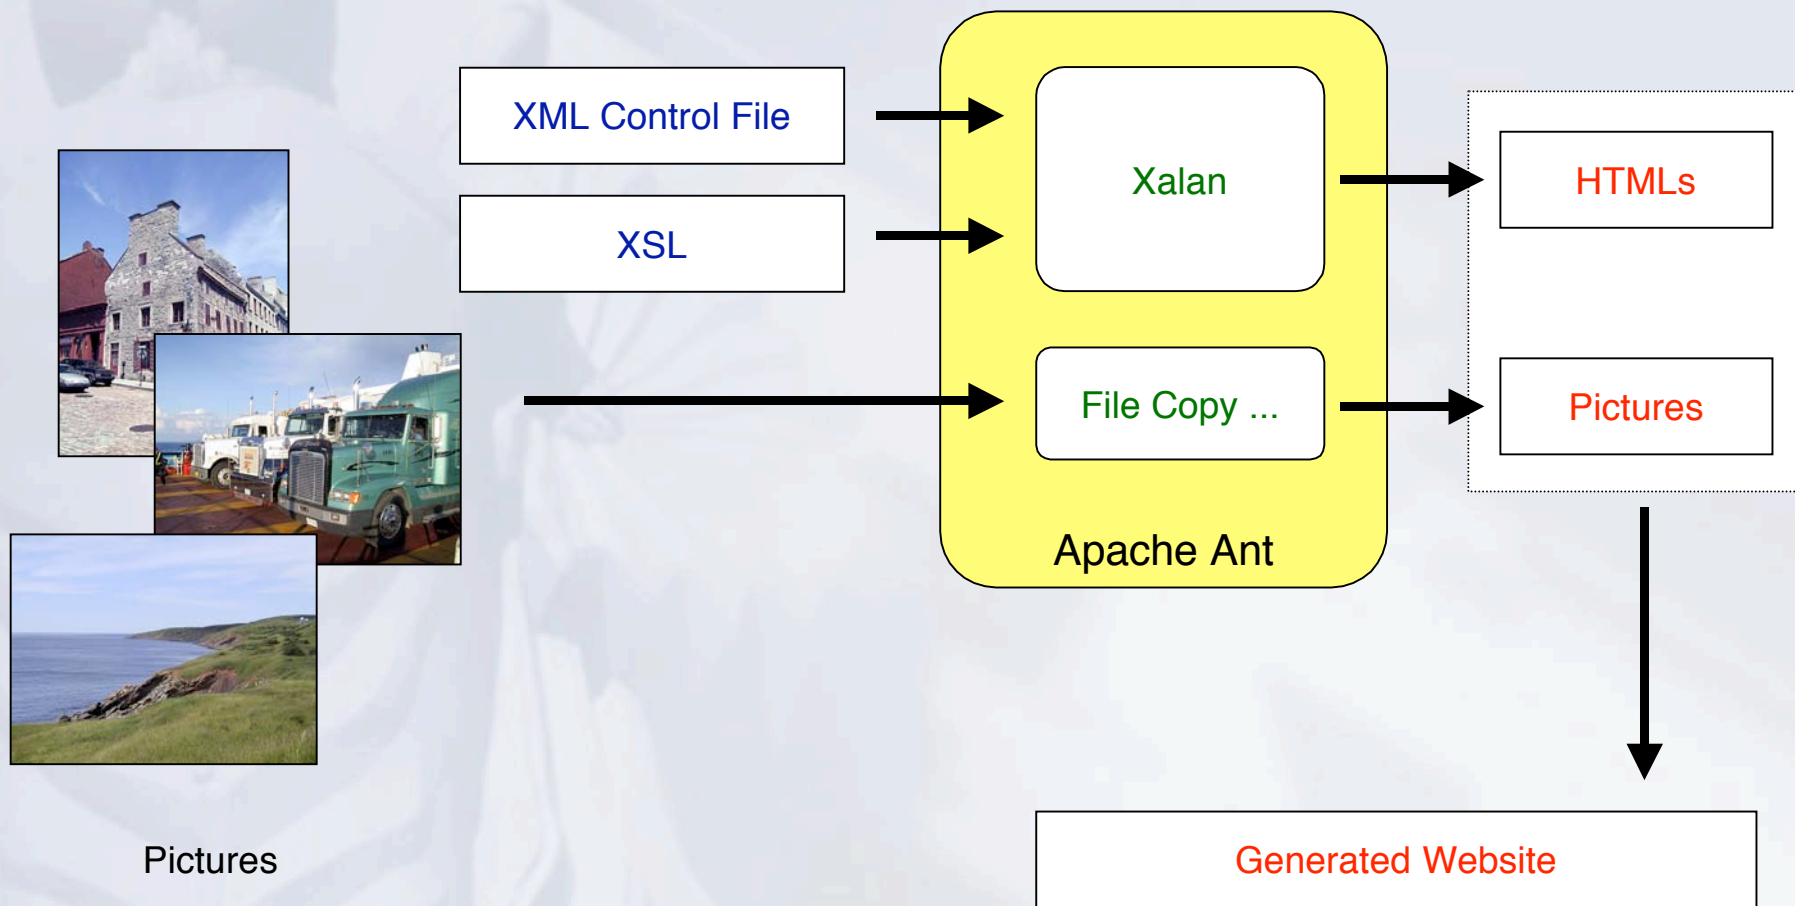 XML Control File
XSL
Xalan
File Copy ...
Apache Ant
HTMLs
Pictures
Pictures
Generated Website